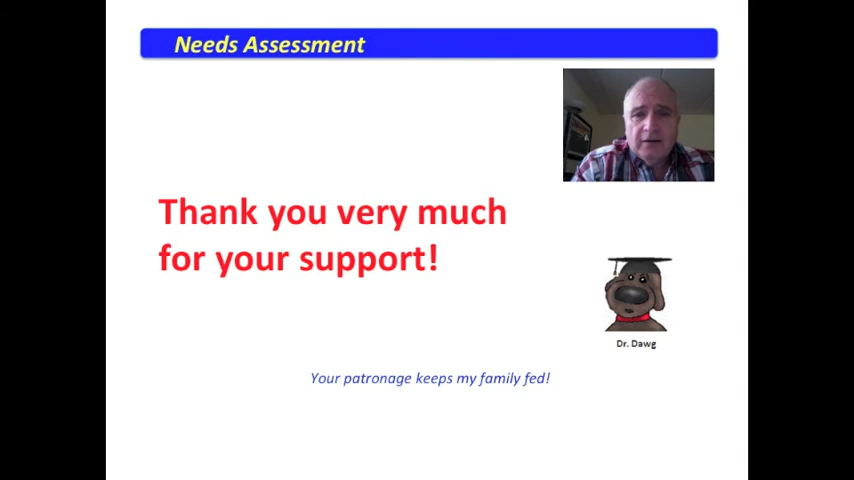 Needs Assessment
Thank you very much
for your support!
Dr. Dawg
Your patronage keeps my family fed!